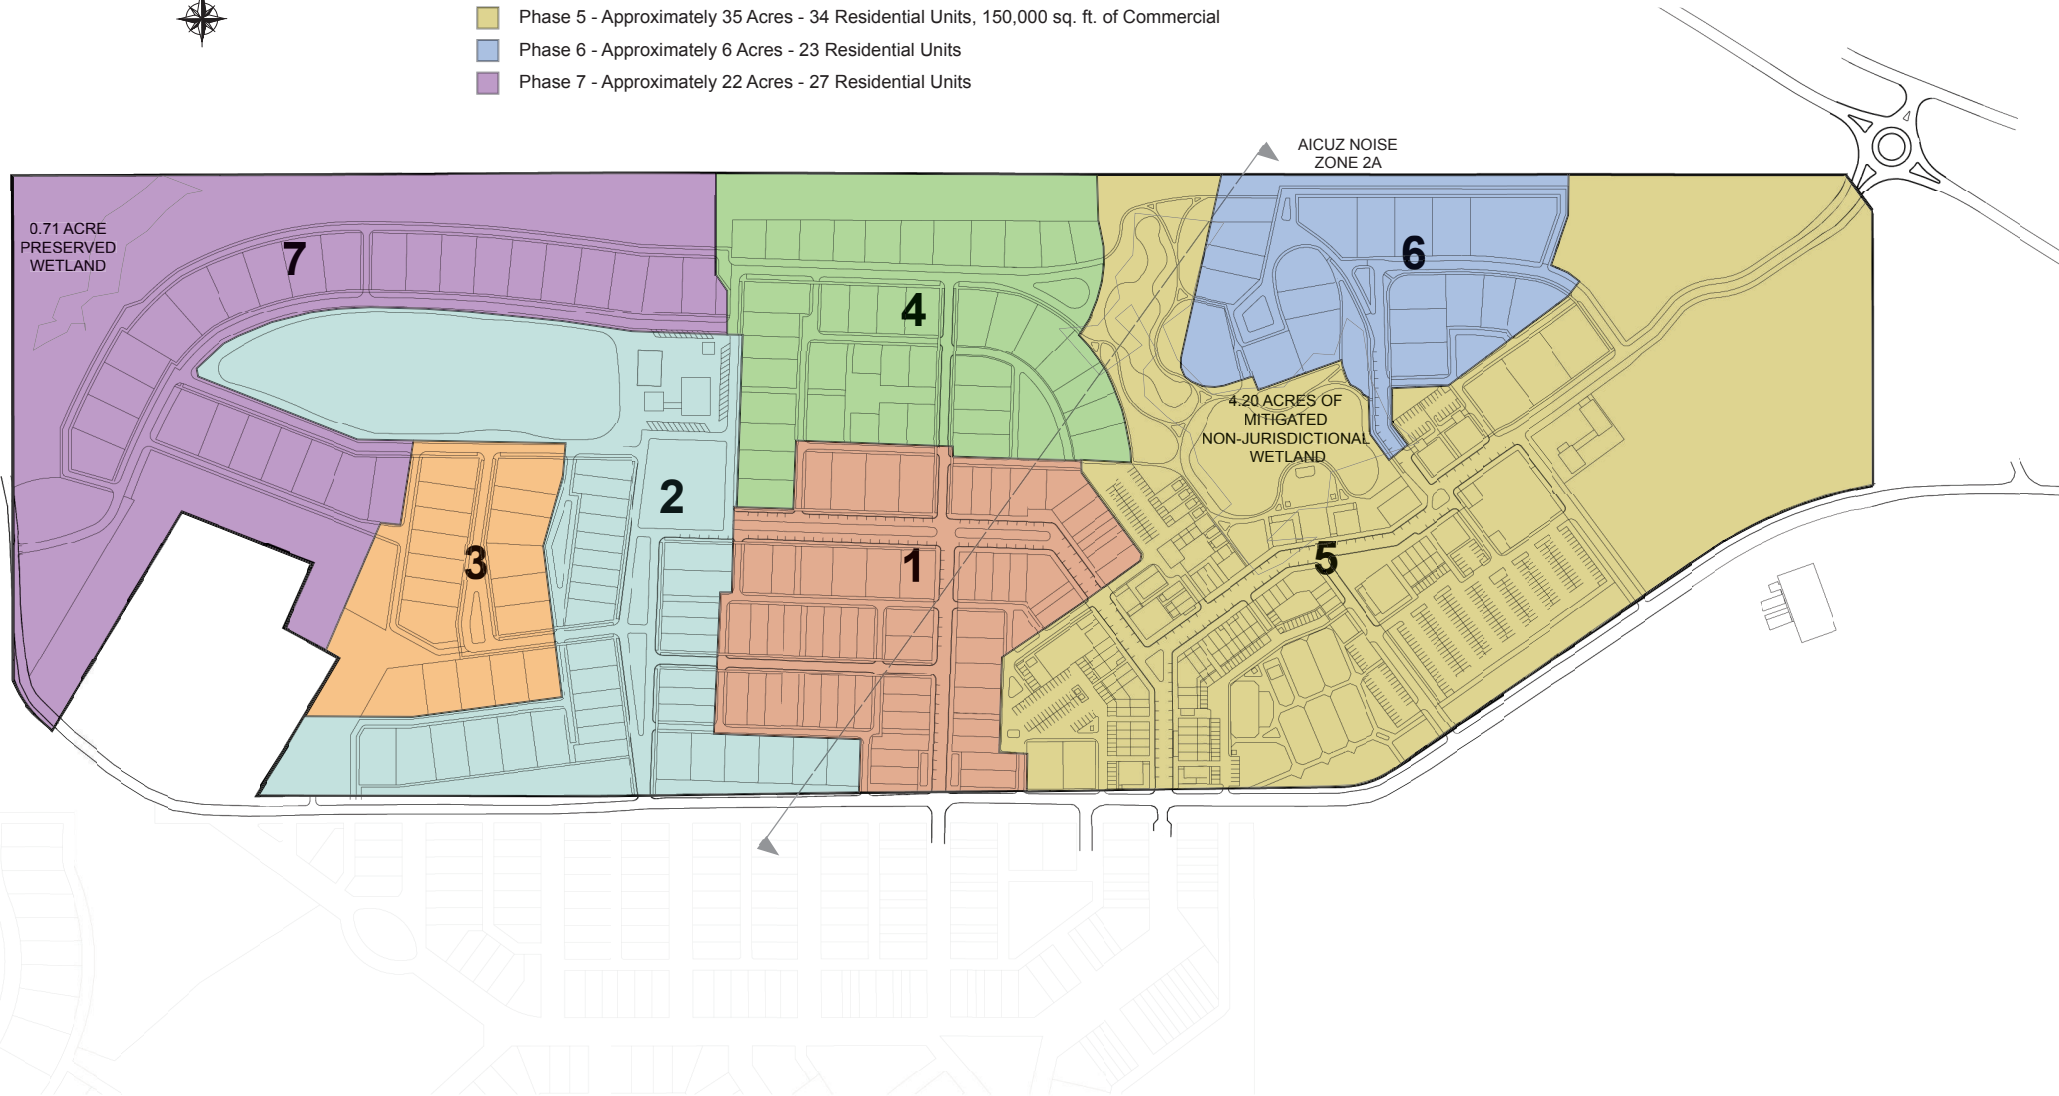 Phase 5 - Approximately 35 Acres - 34 Residential Units, 150,000 sq. ft. of Commercial
Phase 6 - Approximately 6 Acres - 23 Residential Units
Phase 7 - Approximately 22 Acres - 27 Residential Units
AICUZ NOISE
ZONE 2A
0.71 ACRE
PRESERVED
WETLAND
7
6
4
4.20 ACRES OF
MITIGATED
NON-JURISDICTIONAL
WETLAND
2
3
1
5